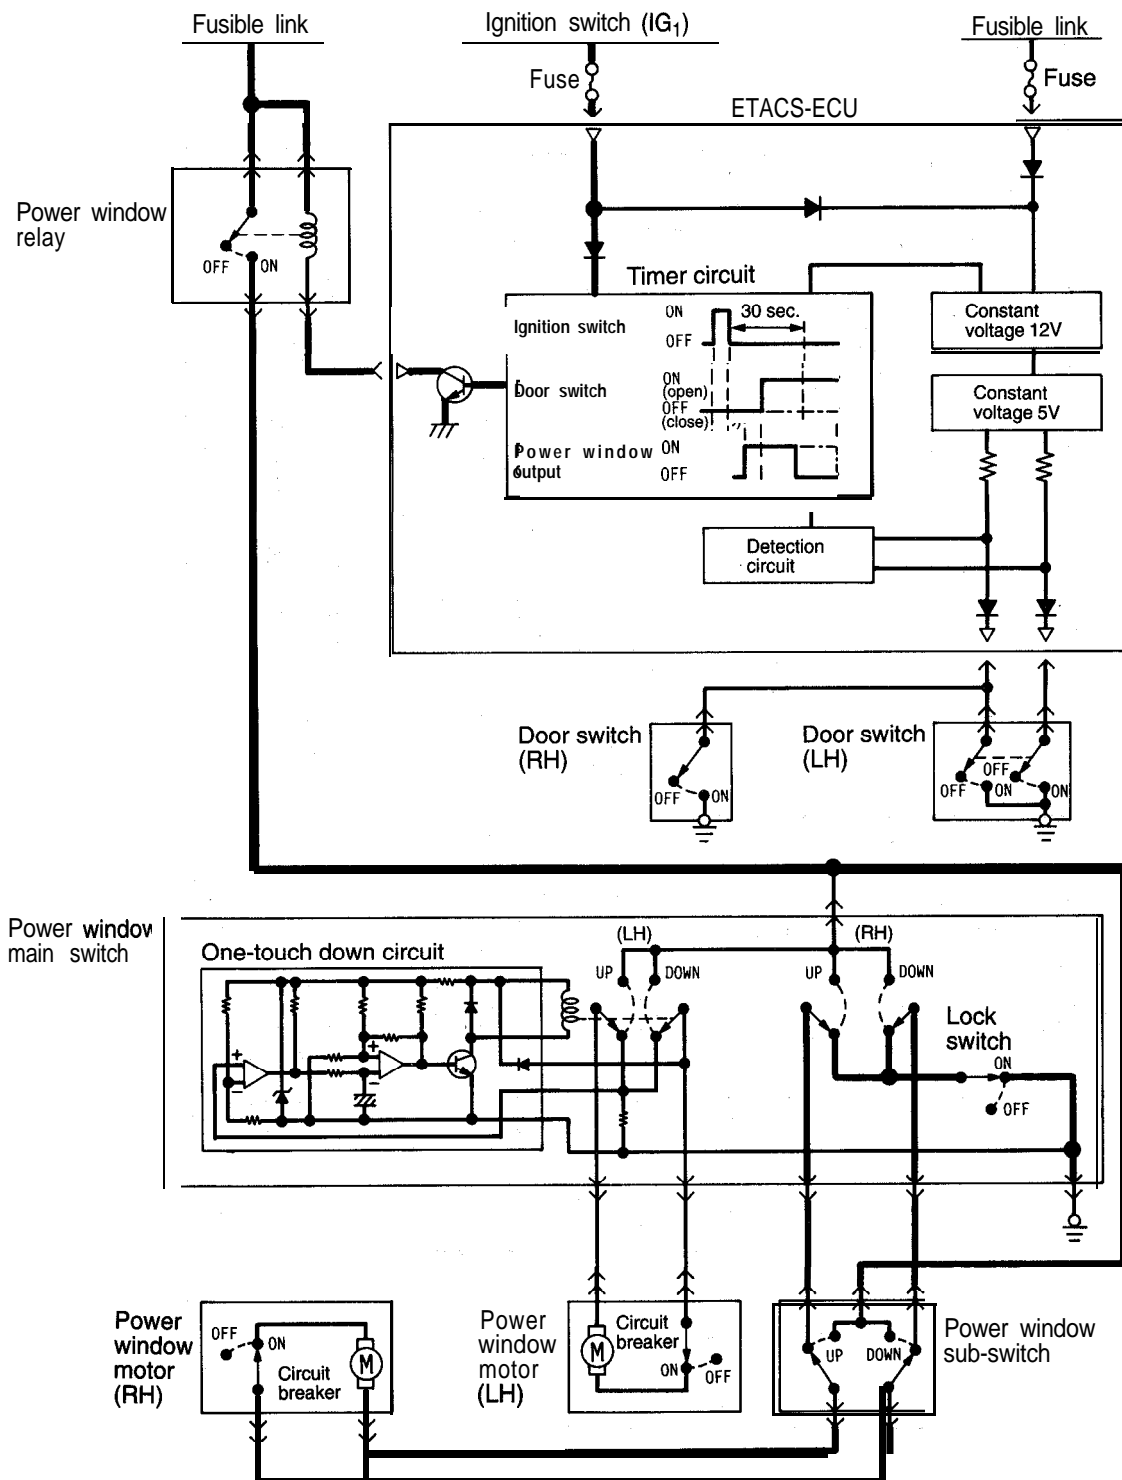 Fusible link
Ignition switch (IG1)
Fusible link
Fuse
Fuse
ETACS-ECU
Power window
relay
OFF
ON
Timer circuit
Ignition switch
ON
OFF
30 sec.
Door switch
ON
(open)
OFF
(close)
Power window
output
ON
OFF
Constant
voltage 12V
Constant
voltage 5V
Detection
circuit
Door switch
(RH)
OFF
ON
Door switch
(LH)
OFF
OFF
ON
ON
Power window
main switch
One-touch down circuit
(LH)
UP
DOWN
(RH)
UP
DOWN
Lock
switch
ON
OFF
+
−
+
−
Power
window
motor
(RH)
OFF
ON
Circuit
breaker
M
Power
window
motor
(LH)
M
Circuit
breaker
ON
OFF
UP
DOWN
Power window
sub-switch